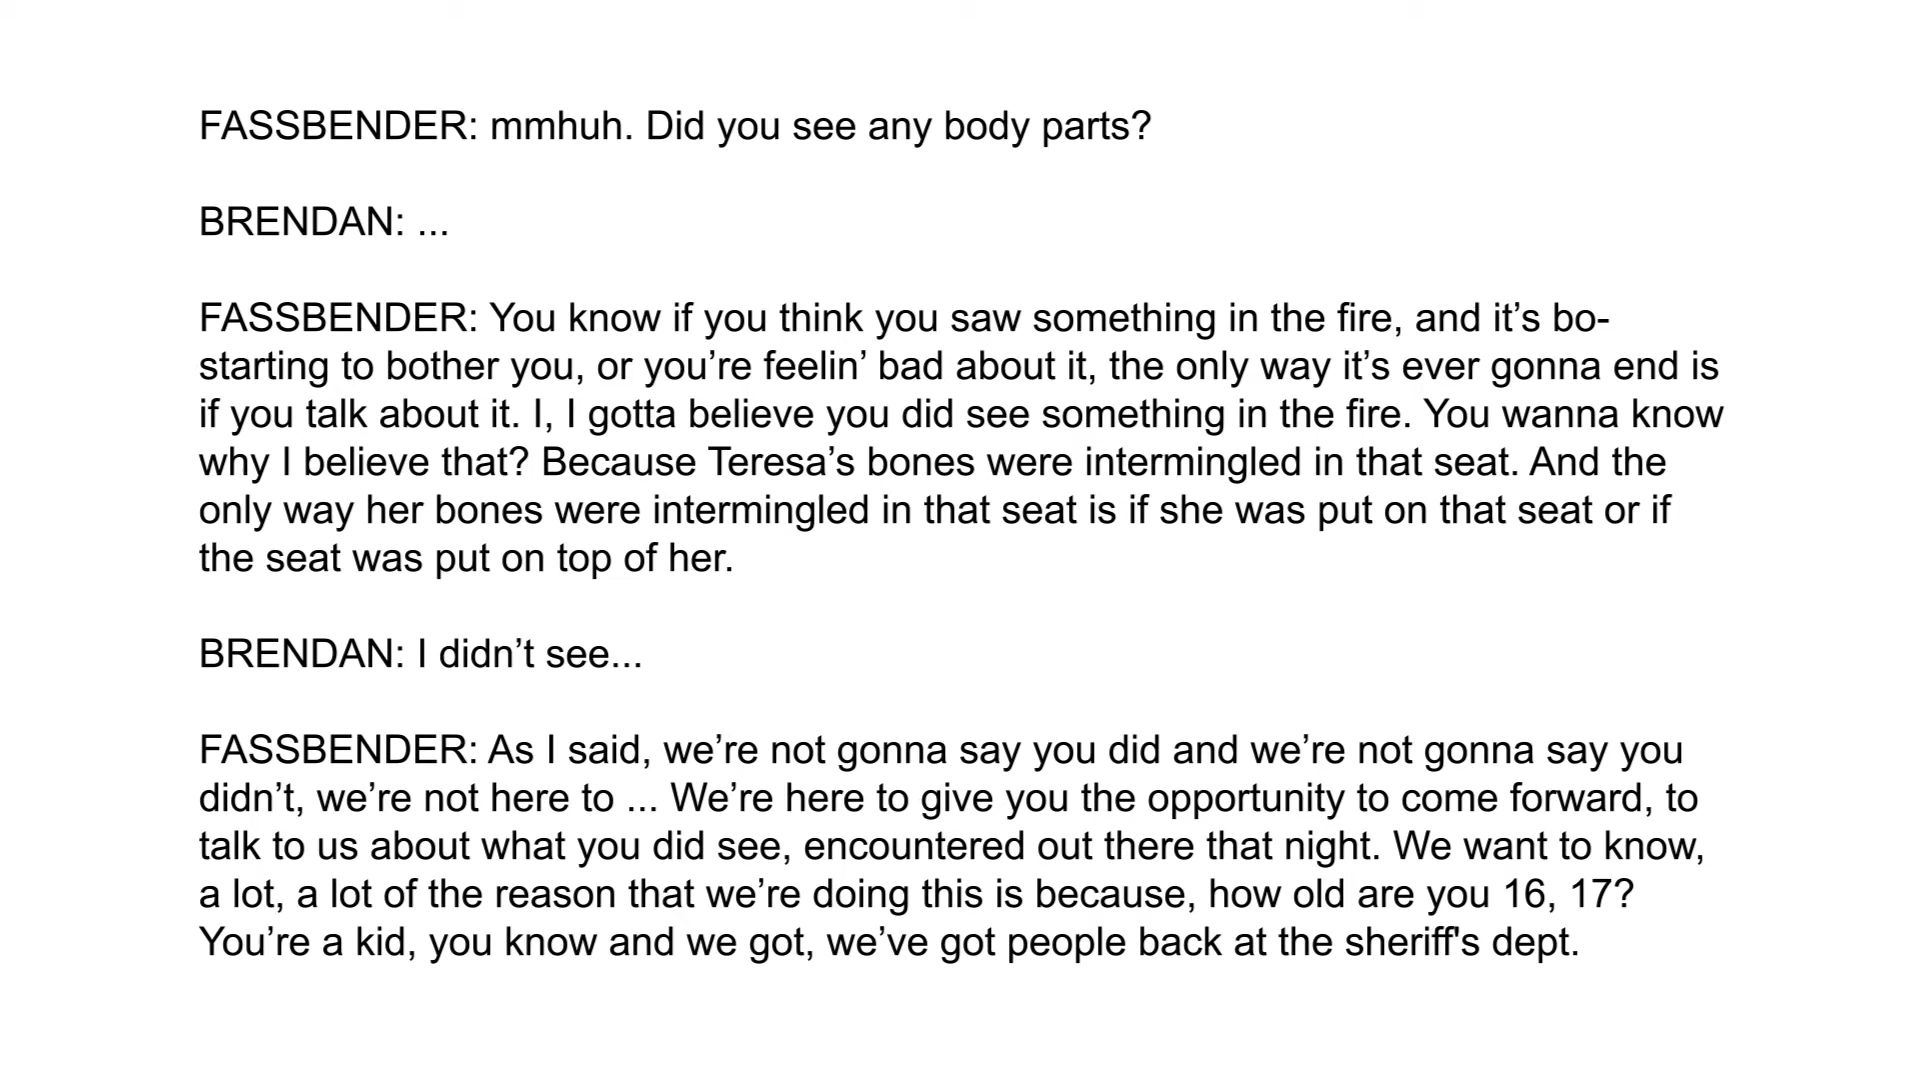 FASSBENDER: mmhuh. Did you see any body parts?
BRENDAN: ...
FASSBENDER: You know if you think you saw something in the fire, and it’s bo-
starting to bother you, or you’re feelin’ bad about it, the only way it’s ever gonna end is
if you talk about it. I, I gotta believe you did see something in the fire. You wanna know
why I believe that? Because Teresa’s bones were intermingled in that seat. And the
only way her bones were intermingled in that seat is if she was put on that seat or if
the seat was put on top of her.
BRENDAN: I didn’t see...
FASSBENDER: As I said, we’re not gonna say you did and we’re not gonna say you
didn’t, we’re not here to ... We’re here to give you the opportunity to come forward, to
talk to us about what you did see, encountered out there that night. We want to know,
a lot, a lot of the reason that we’re doing this is because, how old are you 16, 17?
You’re a kid, you know and we got, we’ve got people back at the sheriff's dept.